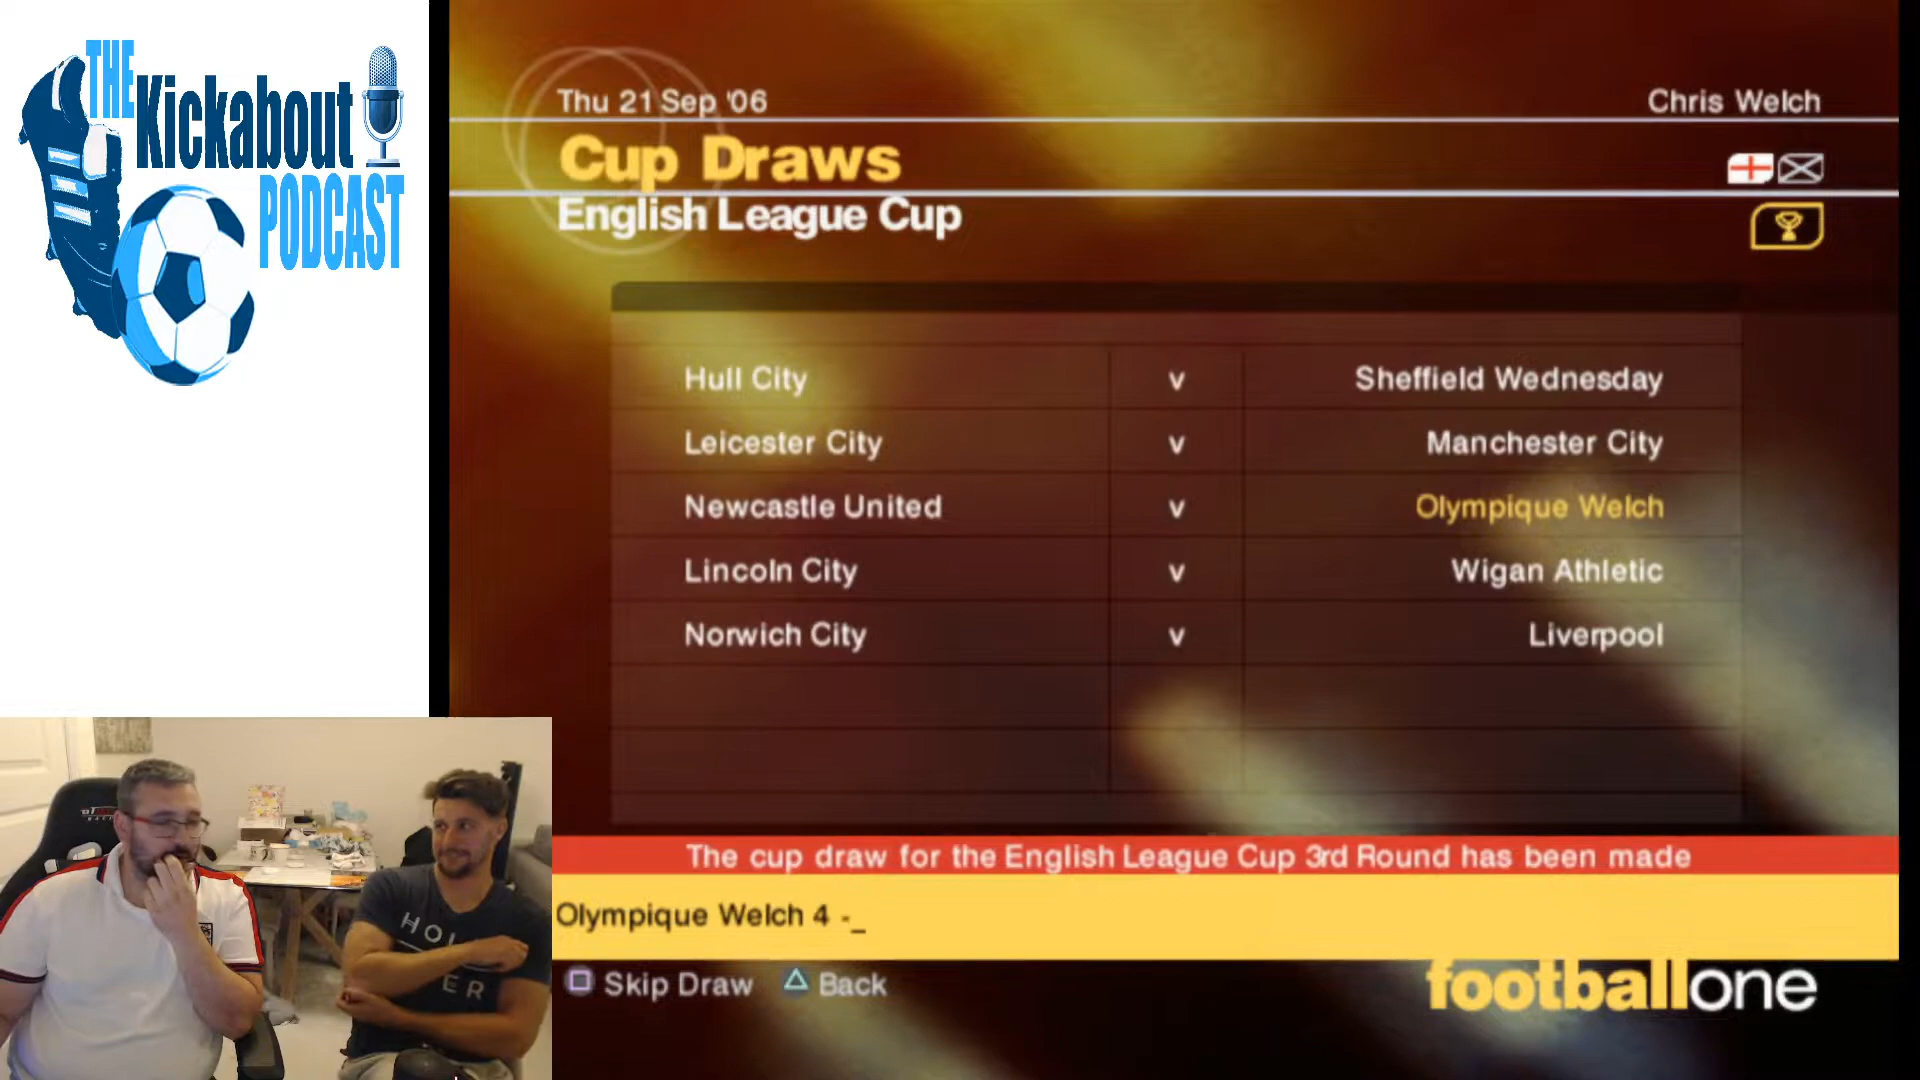 THE
Kickabout
PODCAST
Thu 21 Sep '06
Chris Welch
Cup Draws
English League Cup
Hull City v Sheffield Wednesday
Leicester City v Manchester City
Newcastle United v Olympique Welch
Lincoln City v Wigan Athletic
Norwich City v Liverpool
The cup draw for the English League Cup 3rd Round has been made
Olympique Welch 4 -_
Skip Draw Back
footballone